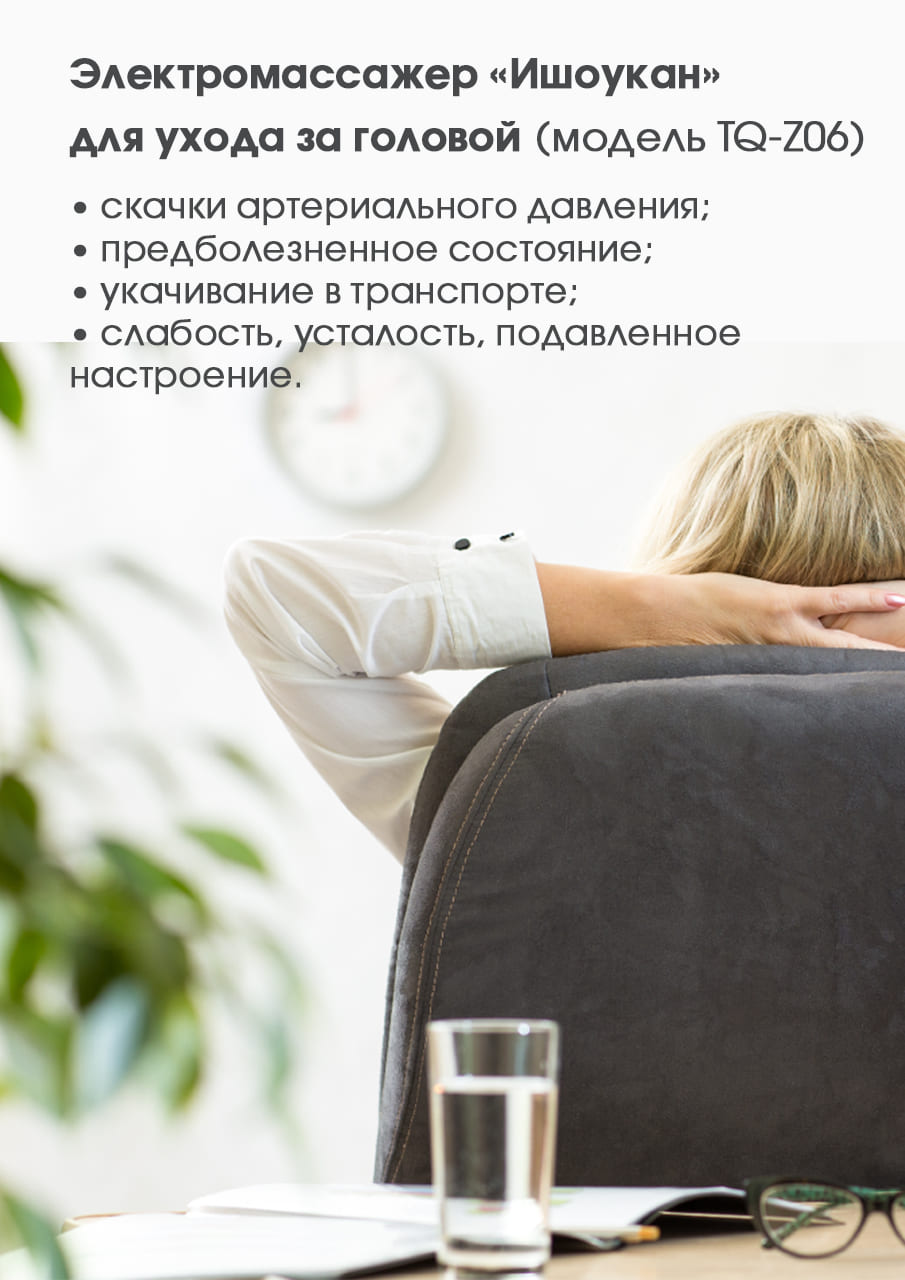 Электромассажер «Ишоукан»
для ухода за головой (модель TQ-Z06)
• скачки артериального давления;
• предболезненное состояние;
• укачивание в транспорте;
• слабость, усталость, подавленное
настроение.